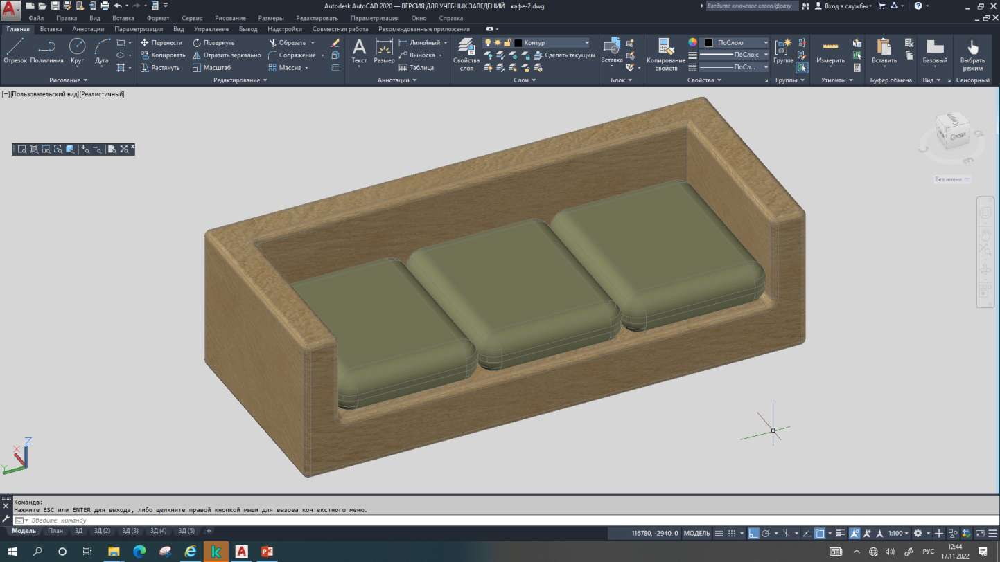 Autodesk AutoCAD 2020 — ВЕРСИЯ ДЛЯ УЧЕБНЫХ ЗАВЕДЕНИЙ кафе-2.dwg
Введите ключевое слово/фразу
Вход в службы
Файл Правка Вид Вставка Формат Сервис Рисование Размеры Редактировать Параметризация Окно Справка
Главная Вставка Аннотации Параметризация Вид Управление Вывод Надстройки Совместная работа Рекомендованные приложения
Отрезок Полилиния Круг Дуга
Рисование
Перенести Повернуть Обрезать
Копировать Отразить зеркально Сопряжение
Растянуть Масштаб Массив
Редактирование
Текст Размер
Линейный
Выноска
Таблица
Аннотации
Свойства слоя
Контур
Сделать текущим
Слои
Вставка
Блок
Копирование свойств
ПоСлою
ПоСлок
ПоСл...
Свойства
Группа
Группы
Измерить
Утилиты
Вставить
Буфер обмена
Базовый
Вид
Выбрать режим
Сенсорный
[−][Пользовательский вид][Реалистичный]
Слева
Без имени
Z
X
Y
Команда:
Нажмите ESC или ENTER для выхода, либо щелкните правой кнопкой мыши для вызова контекстного меню.
Введите команду
Модель План 3Д 3Д (2) 3Д (3) 3Д (4) 3Д (5) +
116780, -2940, 0 МОДЕЛЬ 1:100
РУС
12:44
17.11.2022